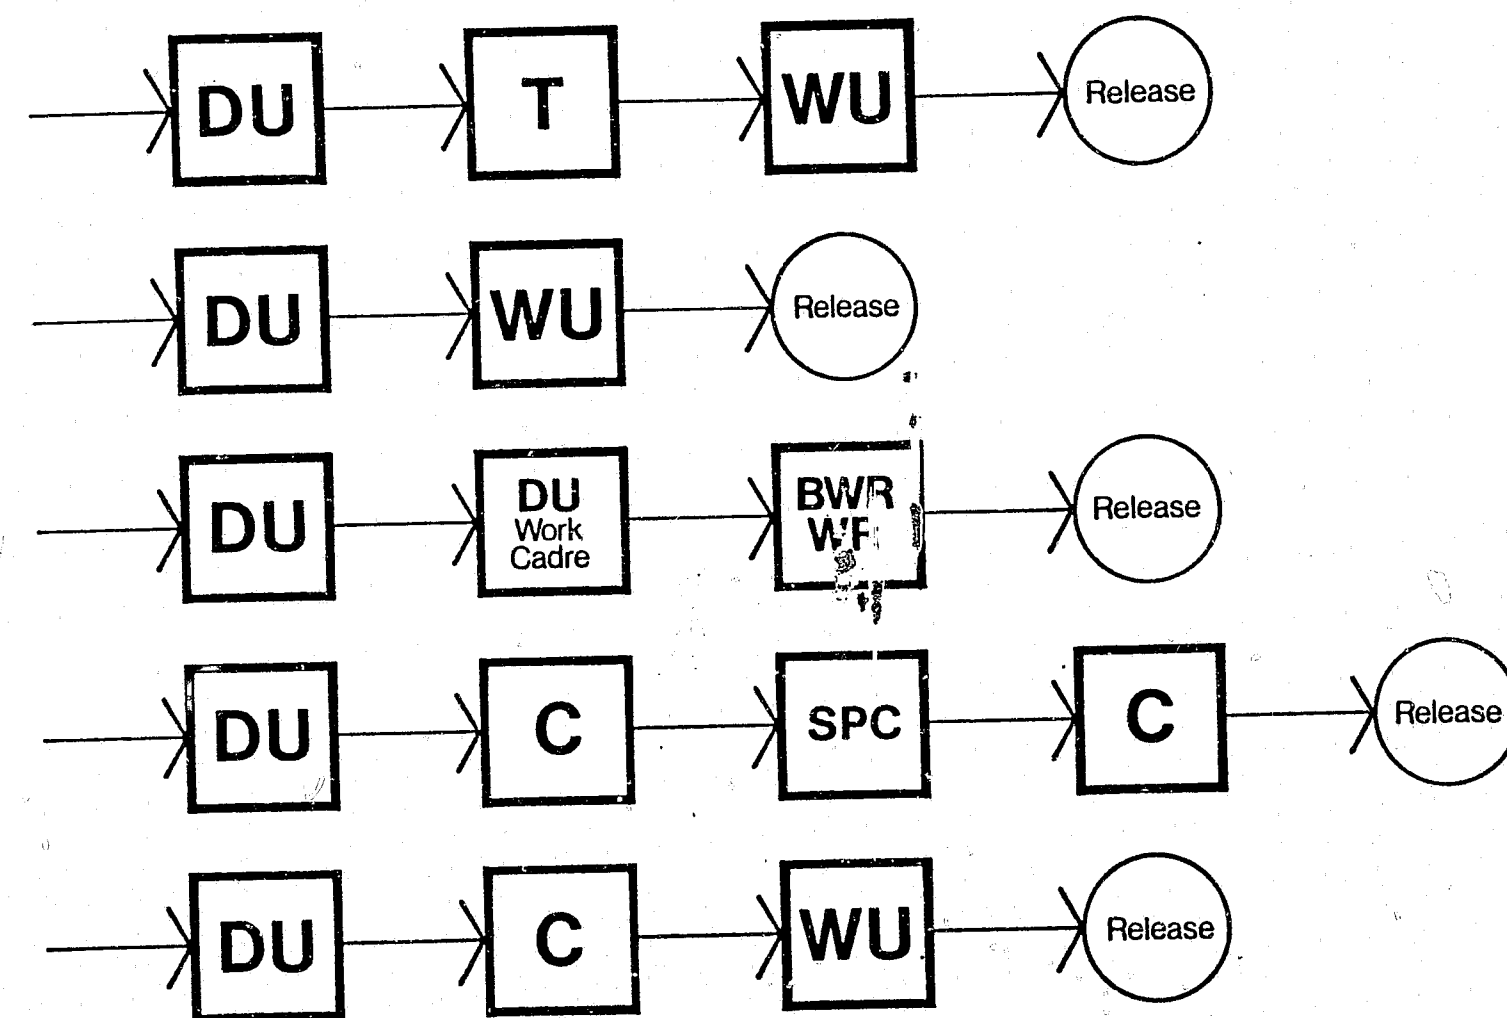 DU T WU Release
DU WU Release
DU DU BWR Release
Work
Cadre
DU C SPC C Release
DU C WU Release